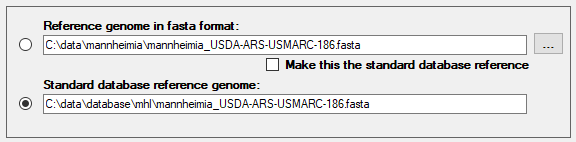 Reference genome in fasta format:
C:\data\mannheimia\mannheimia_USDA-ARS-USMARC-186.fasta
...
Make this the standard database reference
Standard database reference genome:
C:\data\database\mhl\mannheimia_USDA-ARS-USMARC-186.fasta